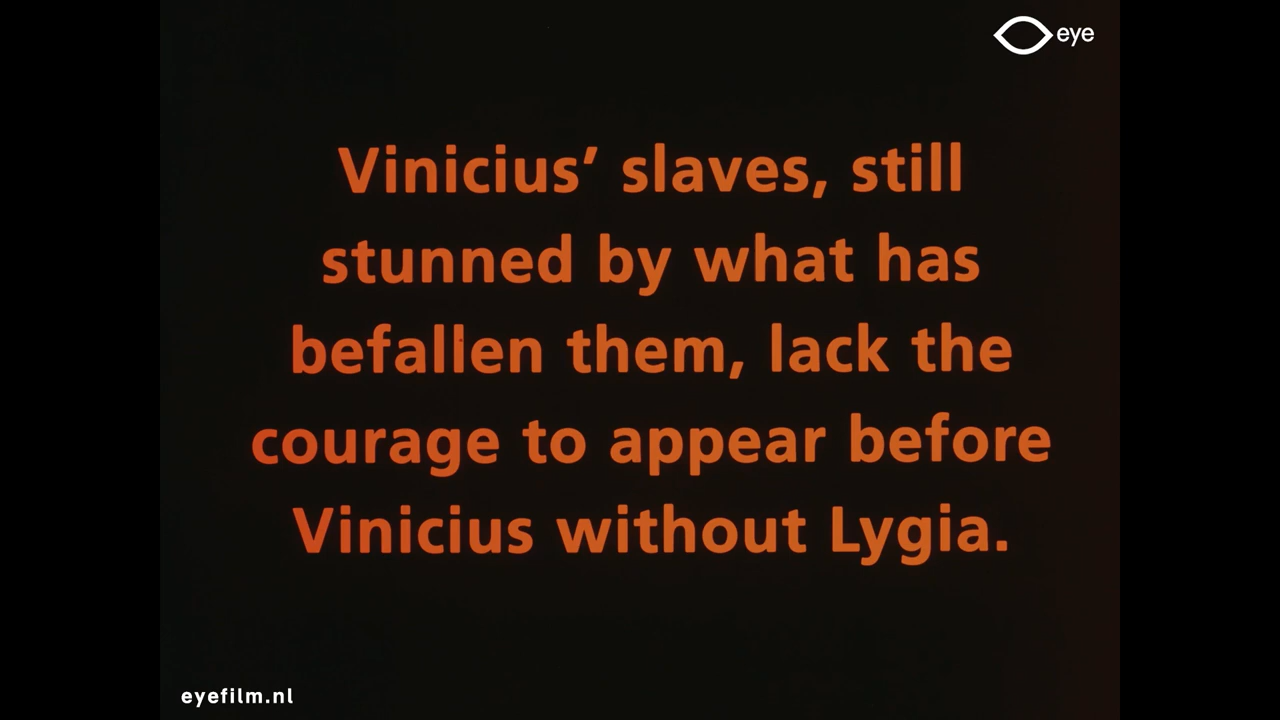 eye
Vinicius’ slaves, still
stunned by what has
befallen them, lack the
courage to appear before
Vinicius without Lygia.
eyefilm.nl